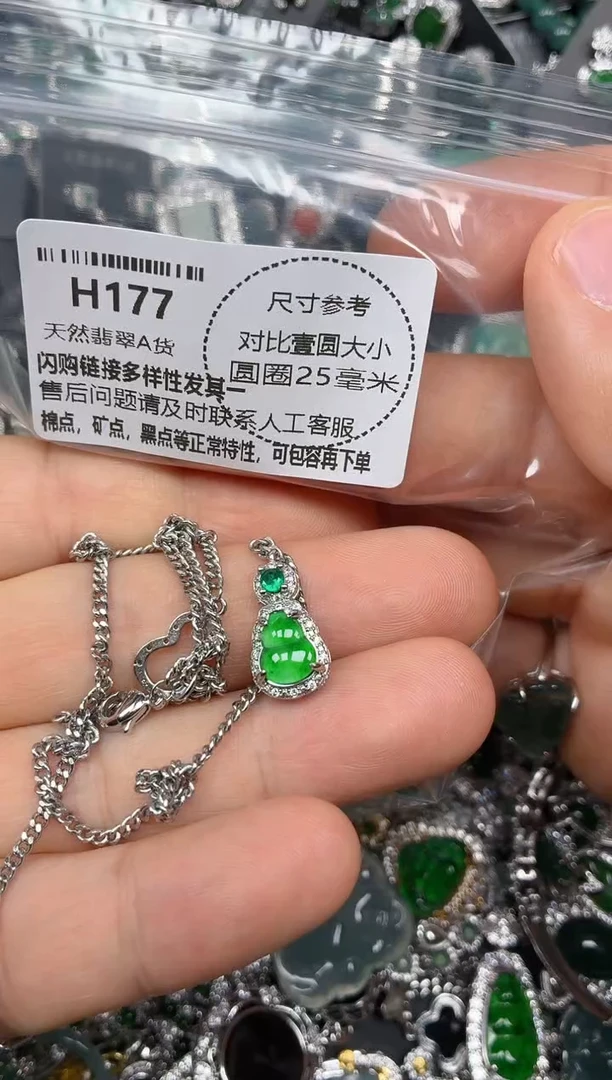 H177
天然翡翠A货
尺寸参考
对比壹圆大小
圆圈25毫米
闪购链接多样性发其一
售后问题请及时联系人工客服
棉点，矿点，黑点等正常特性，可包容再下单